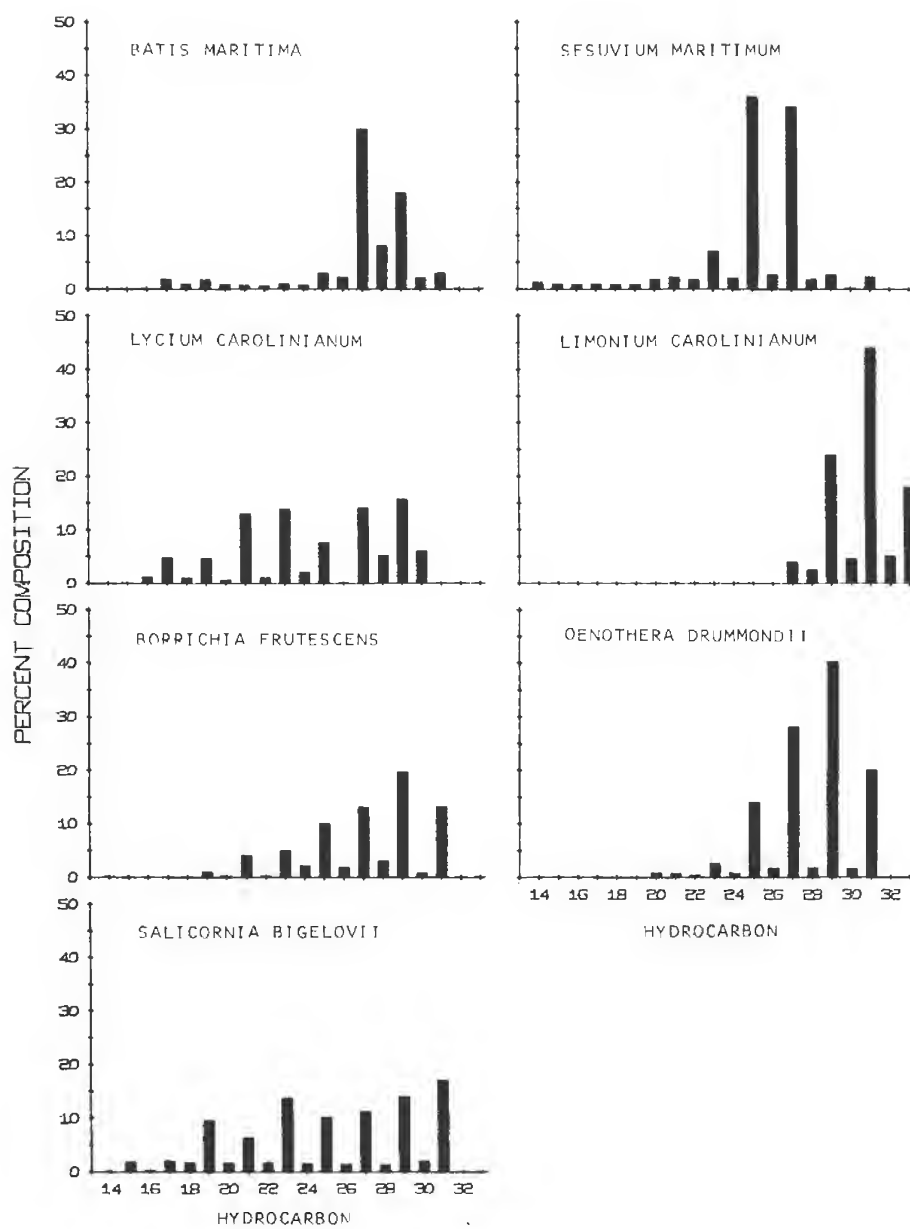 50
40
30
20
10
0
BATIS MARITIMA
SESUVIUM MARITIMUM
50
40
30
20
10
0
LYCIUM CAROLINIANUM
LIMONIUM CAROLINIANUM
PERCENT COMPOSITION
50
40
30
20
10
0
BORRICHIA FRUTESCENS
OENOTHERA DRUMMONDII
14 16 18 20 22 24 26 28 30 32
HYDROCARBON
50
40
30
20
10
0
SALICORNIA BIGELOVII
14 16 18 20 22 24 26 28 30 32
HYDROCARBON